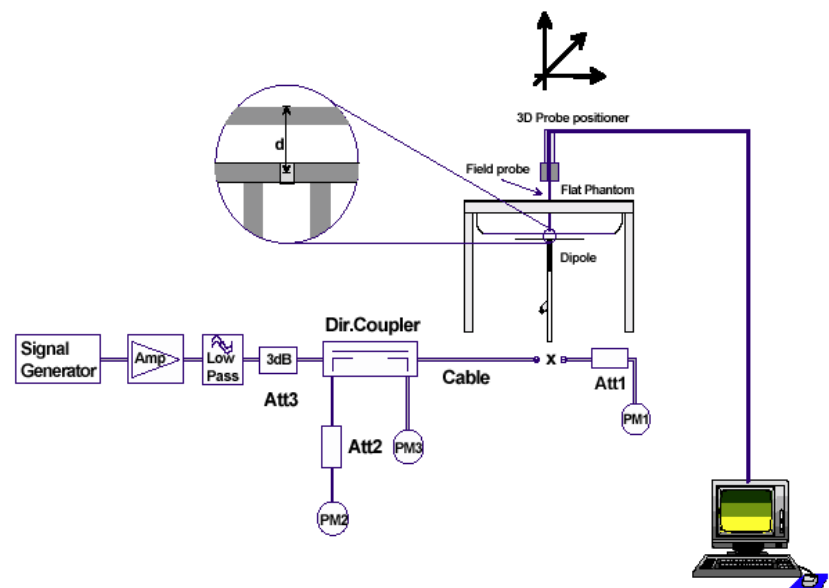 3D Probe positioner
d
Field probe
Flat Phantom
Dipole
Dir.Coupler
Signal
Generator
Amp
Low
Pass
3dB
Cable
x
Att1
Att3
PM1
Att2
PM3
PM2